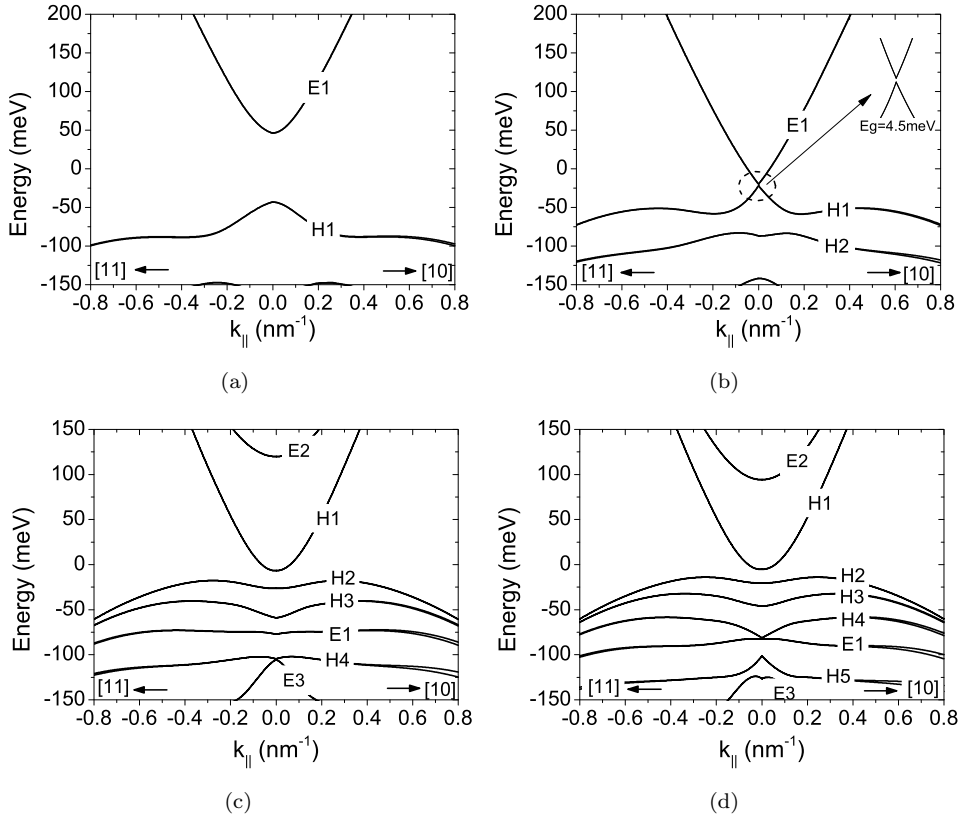 200
150
100
50
0
-50
-100
-150
Energy (meV)
E1
H1
[11]
[10]
-0.8 -0.6 -0.4 -0.2 0.0 0.2 0.4 0.6 0.8
k|| (nm-1)
(a)
200
150
100
50
0
-50
-100
-150
Energy (meV)
Eg=4.5meV
E1
H1
H2
[11]
[10]
-0.8 -0.6 -0.4 -0.2 0.0 0.2 0.4 0.6 0.8
k|| (nm-1)
(b)
150
100
50
0
-50
-100
-150
Energy (meV)
E2
H1
H2
H3
E1
H4
E3
[11]
[10]
-0.8 -0.6 -0.4 -0.2 0.0 0.2 0.4 0.6 0.8
k|| (nm-1)
(c)
150
100
50
0
-50
-100
-150
Energy (meV)
E2
H1
H2
H3
H4
E1
H5
E3
[11]
[10]
-0.8 -0.6 -0.4 -0.2 0.0 0.2 0.4 0.6 0.8
k|| (nm-1)
(d)